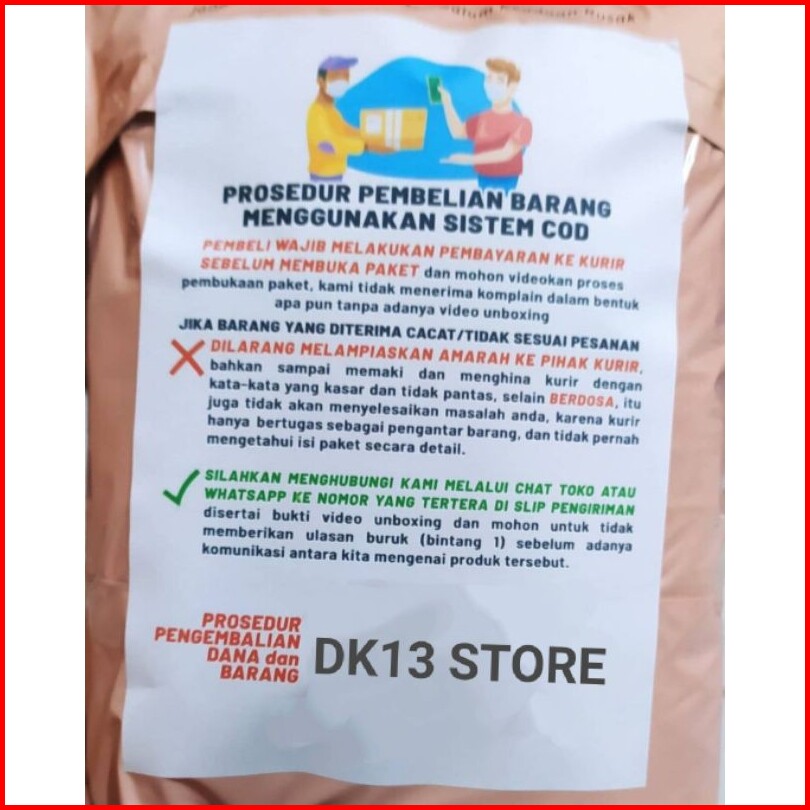 PROSEDUR PEMBELIAN BARANG
MENGGUNAKAN SISTEM COD
PEMBELI WAJIB MELAKUKAN PEMBAYARAN KE KURIR
SEBELUM MEMBUKA PAKET dan mohon videokan proses
pembukaan paket, kami tidak menerima komplain dalam bentuk
apa pun tanpa adanya video unboxing
JIKA BARANG YANG DITERIMA CACAT/TIDAK SESUAI PESANAN
DILARANG MELAMPIASKAN AMARAH KE PIHAK KURIR,
bahkan sampai memaki dan menghina kurir dengan
kata-kata yang kasar dan tidak pantas, selain BERDOSA, itu
juga tidak akan menyelesaikan masalah anda, karena kurir
hanya bertugas sebagai pengantar barang, dan tidak pernah
mengetahui isi paket secara detail.
SILAHKAN MENGHUBUNGI KAMI MELALUI CHAT TOKO ATAU
WHATSAPP KE NOMOR YANG TERTERA DI SLIP PENGIRIMAN
disertai bukti video unboxing dan mohon untuk tidak
memberikan ulasan buruk (bintang 1) sebelum adanya
komunikasi antara kita mengenai produk tersebut.
PROSEDUR
PENGEMBALIAN
DANA dan
BARANG
DK13 STORE